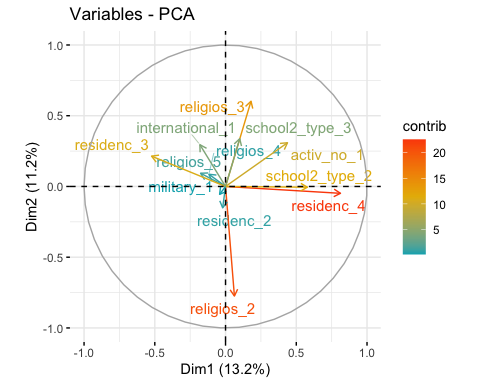 Variables - PCA
1.0
0.5
0.0
-0.5
-1.0
Dim2 (11.2%)
religios_3
international_1
school2_type_3
residenc_3
religios_4
activ_no_1
religios_5
school2_type_2
military_1
residenc_4
residenc_2
religios_2
-1.0
-0.5
0.0
0.5
1.0
Dim1 (13.2%)
contrib
20
15
10
5